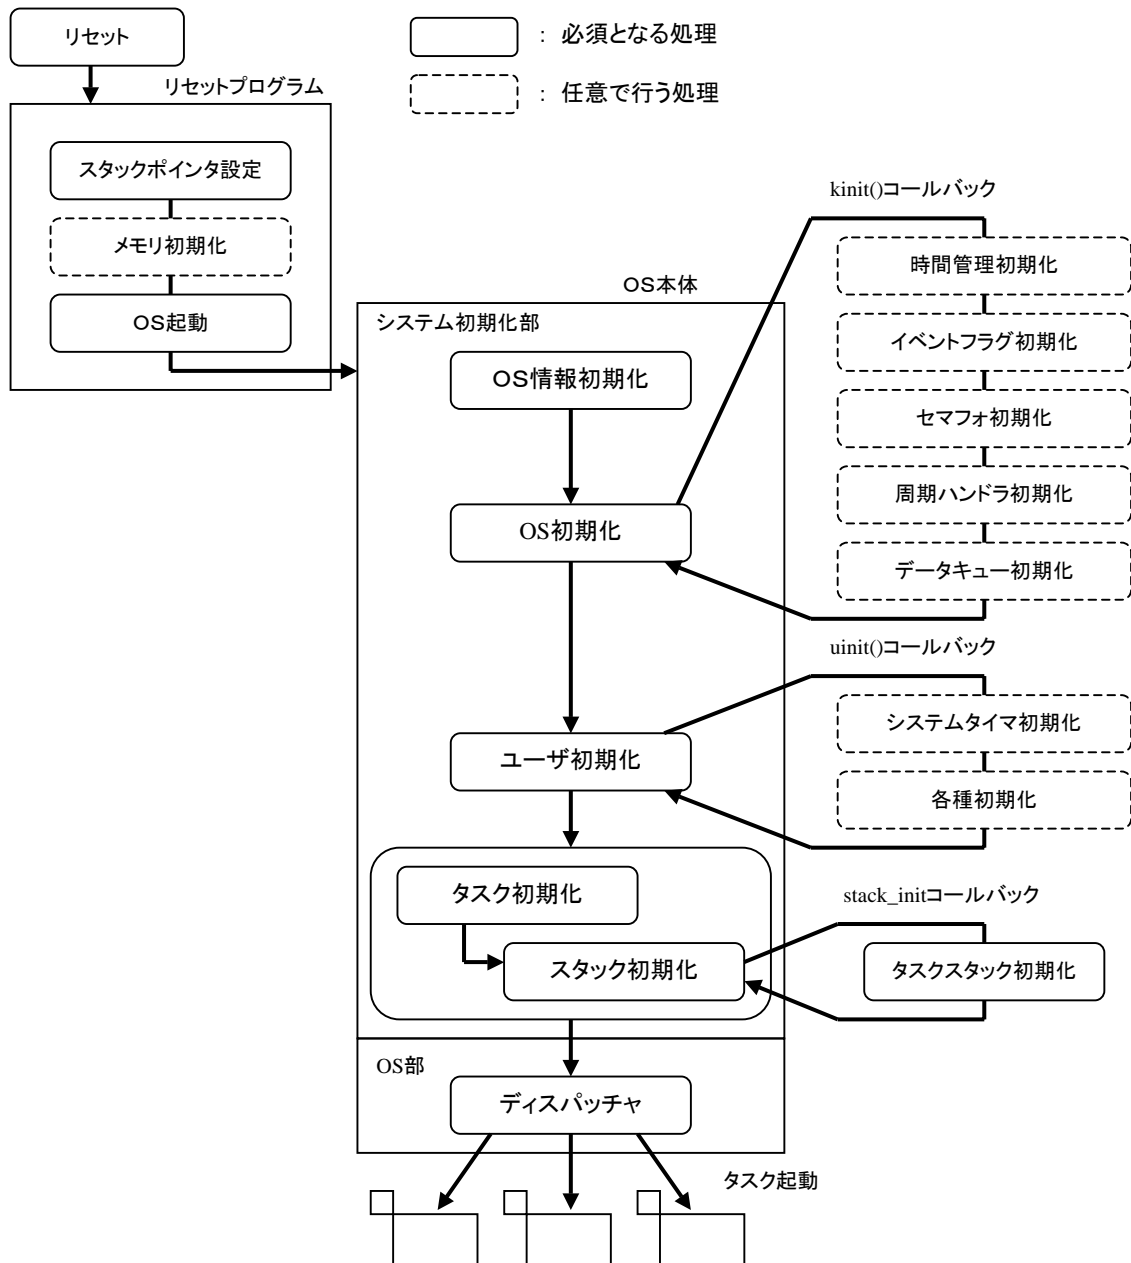 リセット
: 必須となる処理
: 任意で行う処理
リセットプログラム
スタックポインタ設定
メモリ初期化
OS起動
OS本体
システム初期化部
OS情報初期化
OS初期化
kinit()コールバック
時間管理初期化
イベントフラグ初期化
セマフォ初期化
周期ハンドラ初期化
データキュー初期化
uinit()コールバック
ユーザ初期化
システムタイマ初期化
各種初期化
タスク初期化
スタック初期化
stack_initコールバック
タスクスタック初期化
OS部
ディスパッチャ
タスク起動